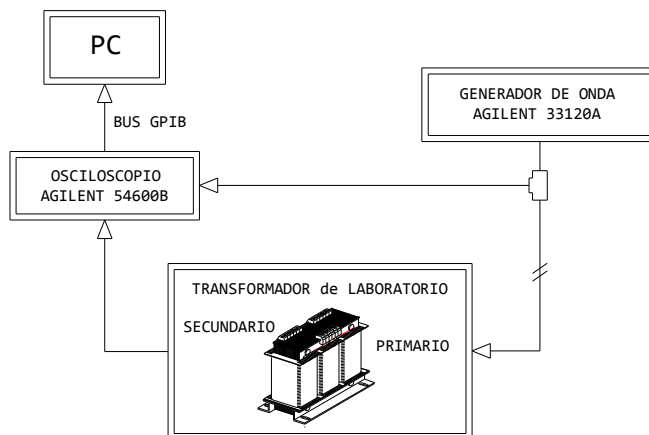 PC
GENERADOR DE ONDA
AGILENT 33120A
BUS GPIB
OSCILOSCOPIO
AGILENT 54600B
TRANSFORMADOR de LABORATORIO
SECUNDARIO
PRIMARIO